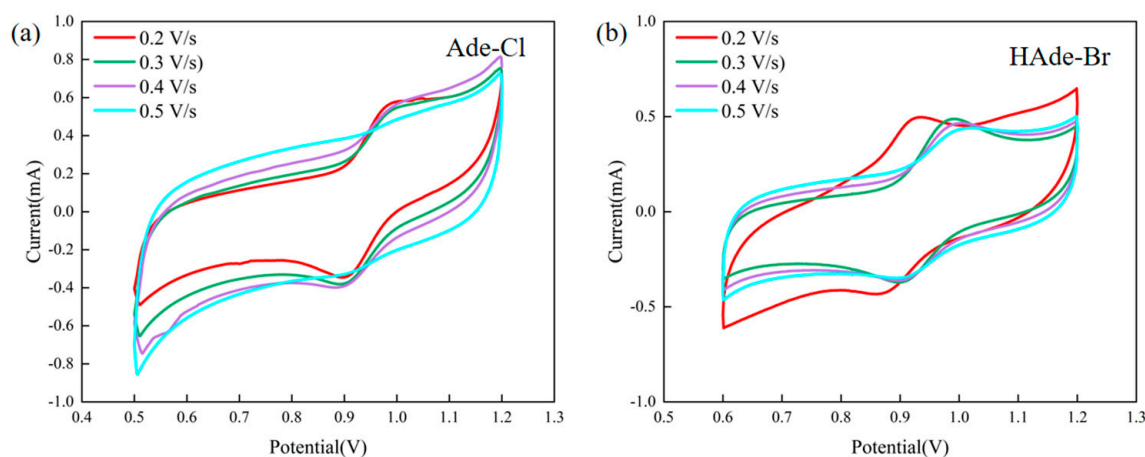 (a)
Ade-Cl
0.2 V/s
0.3 V/s)
0.4 V/s
0.5 V/s
1.0
0.8
0.6
0.4
0.2
0.0
-0.2
-0.4
-0.6
-0.8
-1.0
Current(mA)
0.4 0.5 0.6 0.7 0.8 0.9 1.0 1.1 1.2 1.3
Potential(V)
(b)
HAde-Br
0.2 V/s
0.3 V/s)
0.4 V/s
0.5 V/s
1.0
0.5
0.0
-0.5
-1.0
Current(mA)
0.5 0.6 0.7 0.8 0.9 1.0 1.1 1.2 1.3
Potential(V)